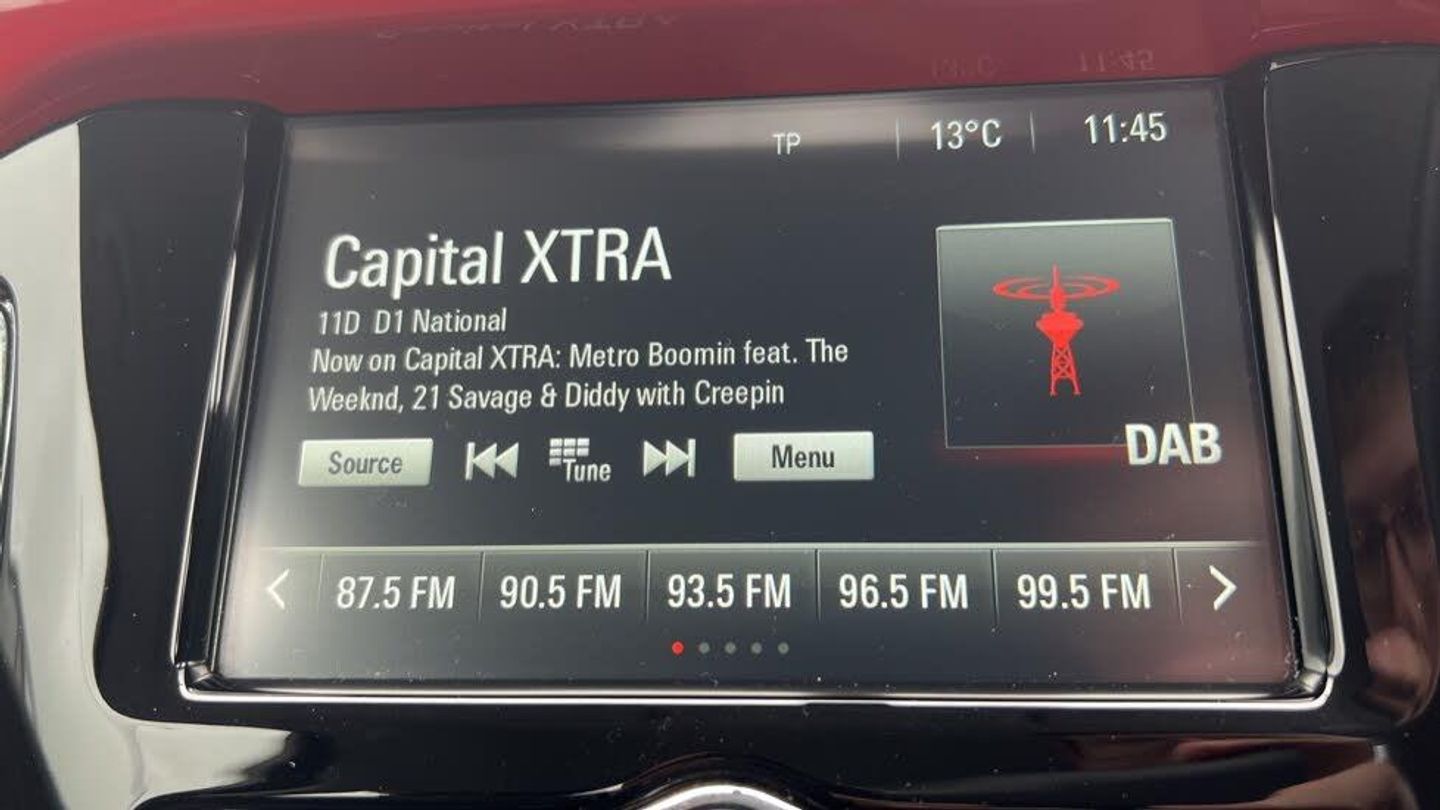 TP
13°C
11:45
Capital XTRA
11D D1 National
Now on Capital XTRA: Metro Boomin feat. The
Weeknd, 21 Savage & Diddy with Creepin
DAB
Source
Tune
Menu
87.5 FM
90.5 FM
93.5 FM
96.5 FM
99.5 FM